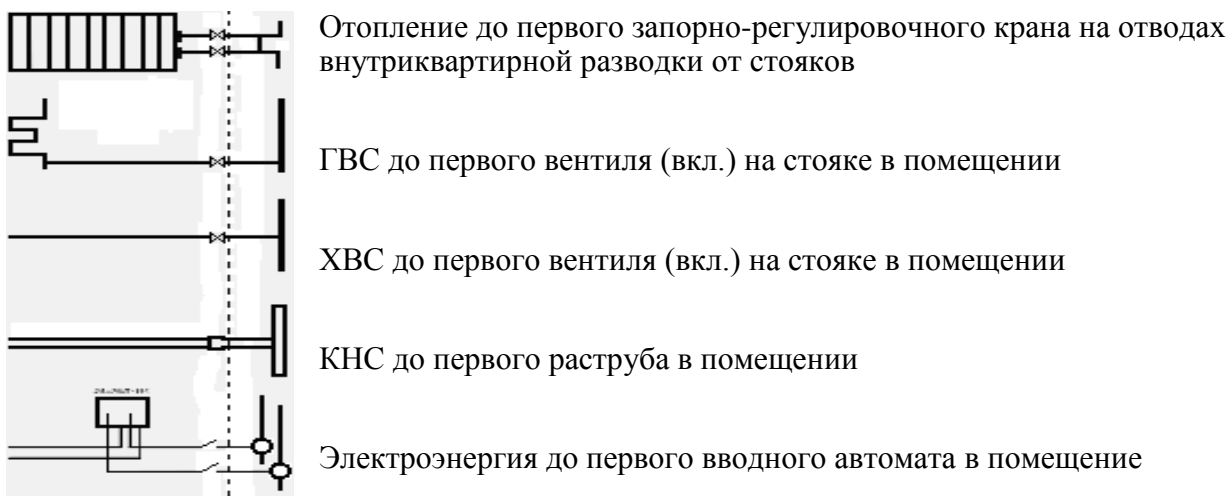 Отопление до первого запорно-регулировочного крана на отводах
внутриквартирной разводки от стояков
ГВС до первого вентиля (вкл.) на стояке в помещении
ХВС до первого вентиля (вкл.) на стояке в помещении
КНС до первого раструба в помещении
Электроэнергия до первого вводного автомата в помещение